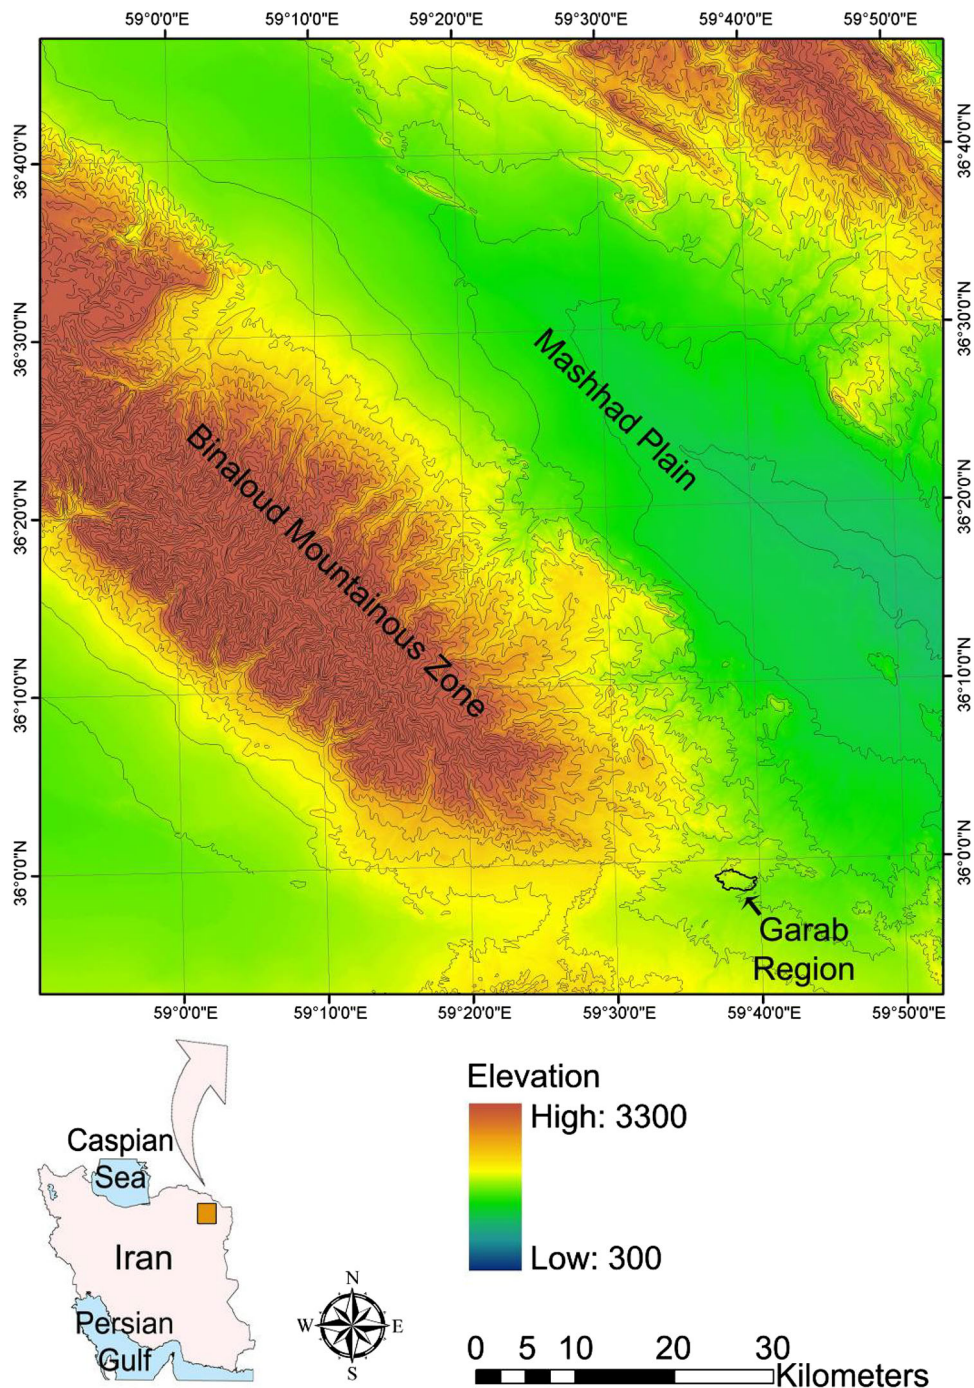 59°0'0"E 59°10'0"E 59°20'0"E 59°30'0"E 59°40'0"E 59°50'0"E
36°40'0"N
36°30'0"N
36°20'0"N
36°10'0"N
36°0'0"N
36°40'0"N
36°30'0"N
36°20'0"N
36°10'0"N
36°0'0"N
Mashhad Plain
Binaloud Mountainous Zone
Garab
Region
59°0'0"E 59°10'0"E 59°20'0"E 59°30'0"E 59°40'0"E 59°50'0"E
Caspian
Sea
Iran
Persian
Gulf
N
W E
S
Elevation
High: 3300
Low: 300
0 5 10 20 30
Kilometers